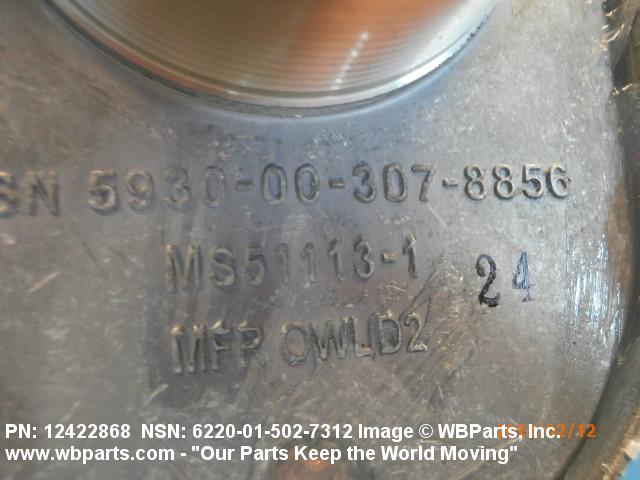 SN 5930-00-307-8856
MS51113-1
24
MFR OWLD2
PN: 12422868 NSN: 6220-01-502-7312 Image © WBParts, Inc.
www.wbparts.com - "Our Parts Keep the World Moving"